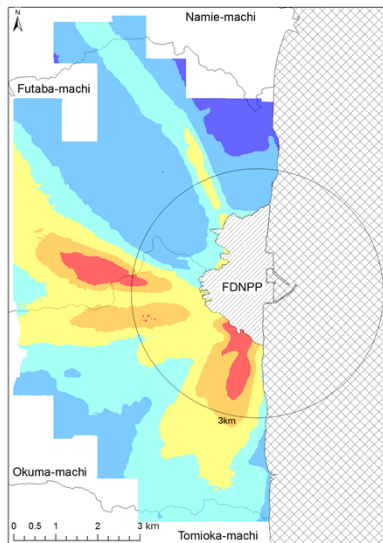 N
Namie-machi
Futaba-machi
FDNPP
3km
Okuma-machi
0 0.5 1 2 3 km
Tomioka-machi